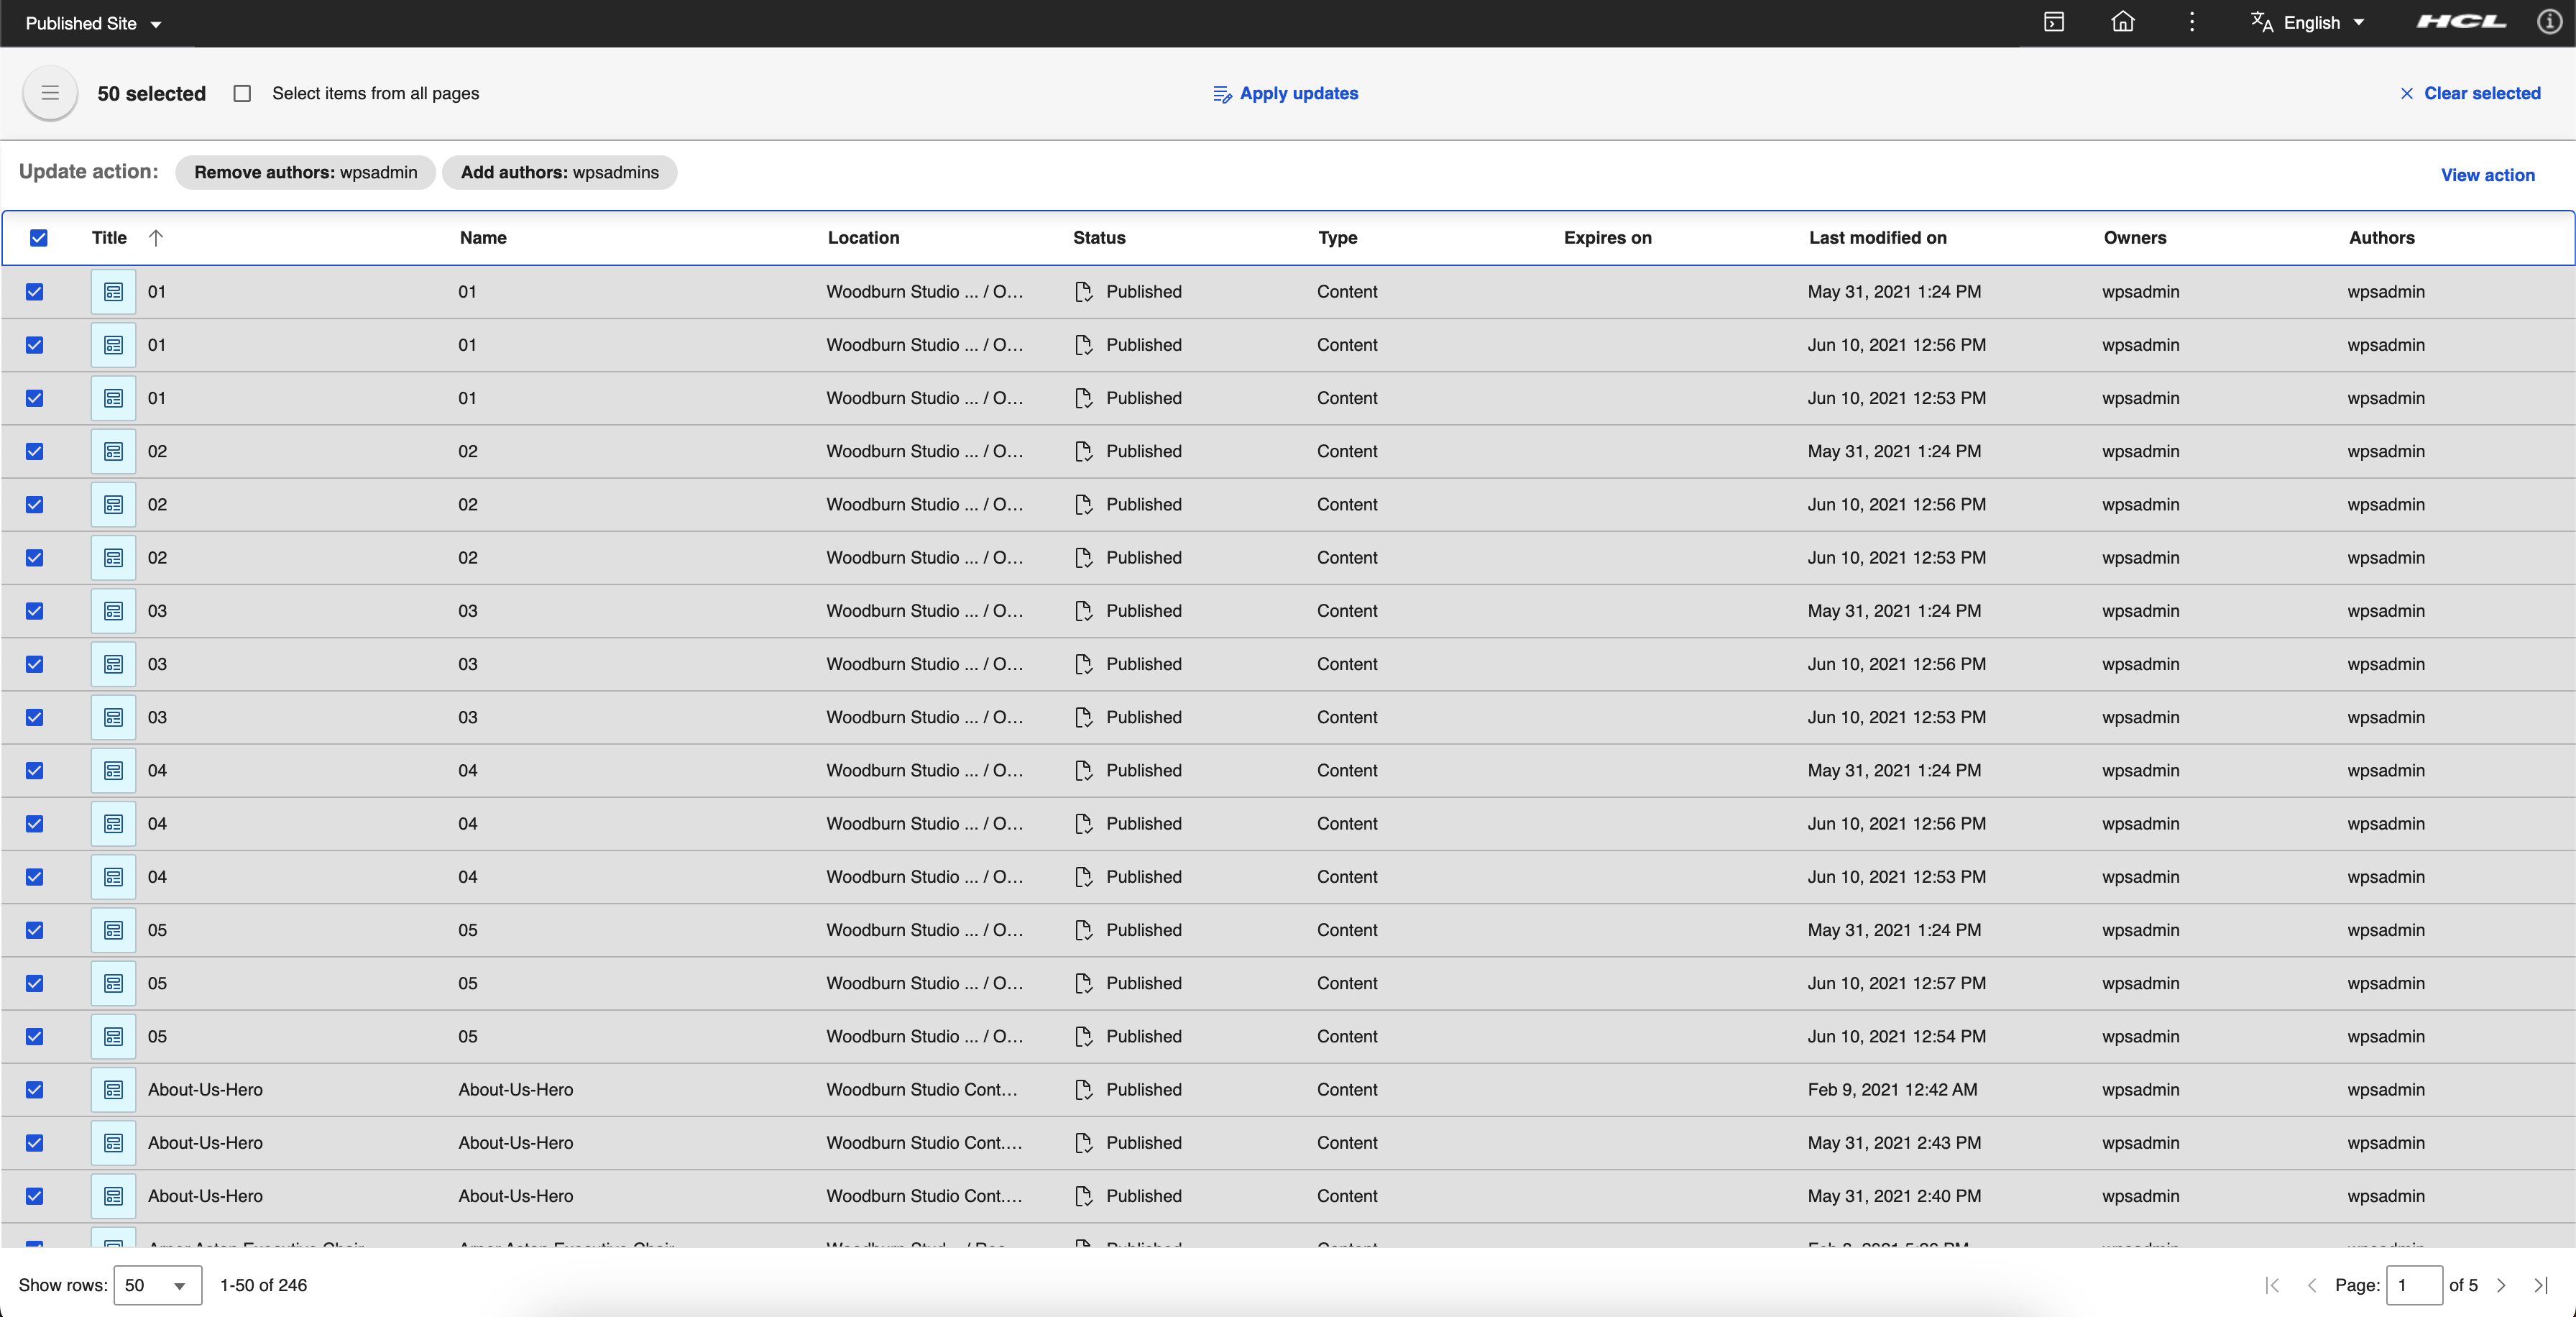 Published Site English HCL
50 selected Select items from all pages Apply updates Clear selected
Update action: Remove authors: wpsadmin Add authors: wpsadmins View action
Title Name Location Status Type Expires on Last modified on Owners Authors
01 01 Woodburn Studio ... / O... Published Content May 31, 2021 1:24 PM wpsadmin wpsadmin
01 01 Woodburn Studio ... / O... Published Content Jun 10, 2021 12:56 PM wpsadmin wpsadmin
01 01 Woodburn Studio ... / O... Published Content Jun 10, 2021 12:53 PM wpsadmin wpsadmin
02 02 Woodburn Studio ... / O... Published Content May 31, 2021 1:24 PM wpsadmin wpsadmin
02 02 Woodburn Studio ... / O... Published Content Jun 10, 2021 12:56 PM wpsadmin wpsadmin
02 02 Woodburn Studio ... / O... Published Content Jun 10, 2021 12:53 PM wpsadmin wpsadmin
03 03 Woodburn Studio ... / O... Published Content May 31, 2021 1:24 PM wpsadmin wpsadmin
03 03 Woodburn Studio ... / O... Published Content Jun 10, 2021 12:56 PM wpsadmin wpsadmin
03 03 Woodburn Studio ... / O... Published Content Jun 10, 2021 12:53 PM wpsadmin wpsadmin
04 04 Woodburn Studio ... / O... Published Content May 31, 2021 1:24 PM wpsadmin wpsadmin
04 04 Woodburn Studio ... / O... Published Content Jun 10, 2021 12:56 PM wpsadmin wpsadmin
04 04 Woodburn Studio ... / O... Published Content Jun 10, 2021 12:53 PM wpsadmin wpsadmin
05 05 Woodburn Studio ... / O... Published Content May 31, 2021 1:24 PM wpsadmin wpsadmin
05 05 Woodburn Studio ... / O... Published Content Jun 10, 2021 12:57 PM wpsadmin wpsadmin
05 05 Woodburn Studio ... / O... Published Content Jun 10, 2021 12:54 PM wpsadmin wpsadmin
About-Us-Hero About-Us-Hero Woodburn Studio Cont... Published Content Feb 9, 2021 12:42 AM wpsadmin wpsadmin
About-Us-Hero About-Us-Hero Woodburn Studio Cont.... Published Content May 31, 2021 2:43 PM wpsadmin wpsadmin
About-Us-Hero About-Us-Hero Woodburn Studio Cont.... Published Content May 31, 2021 2:40 PM wpsadmin wpsadmin
Show rows: 50 1-50 of 246 Page: 1 of 5